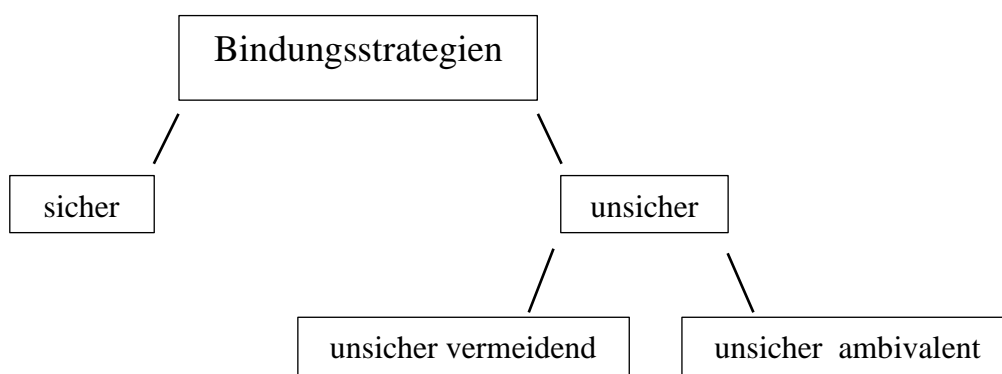 Bindungsstrategien
sicher
unsicher
unsicher vermeidend
unsicher ambivalent